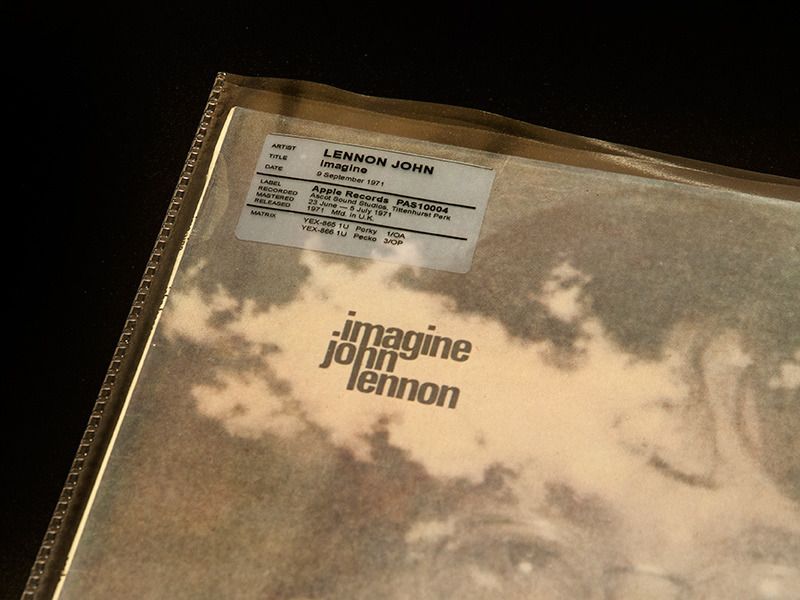 ARTIST LENNON JOHN
TITLE Imagine
DATE 9 September 1971
LABEL Apple Records PAS10004
RECORDED Ascot Sound Studios, Tittenhurst Perk
MASTERED 23 June — 5 July 1971
RELEASED 1971 Mfd. in U.K.
MATRIX YEX-865 1U Porky 1/OA
YEX-866 1U Pecko 3/OP
imagine
john
lennon